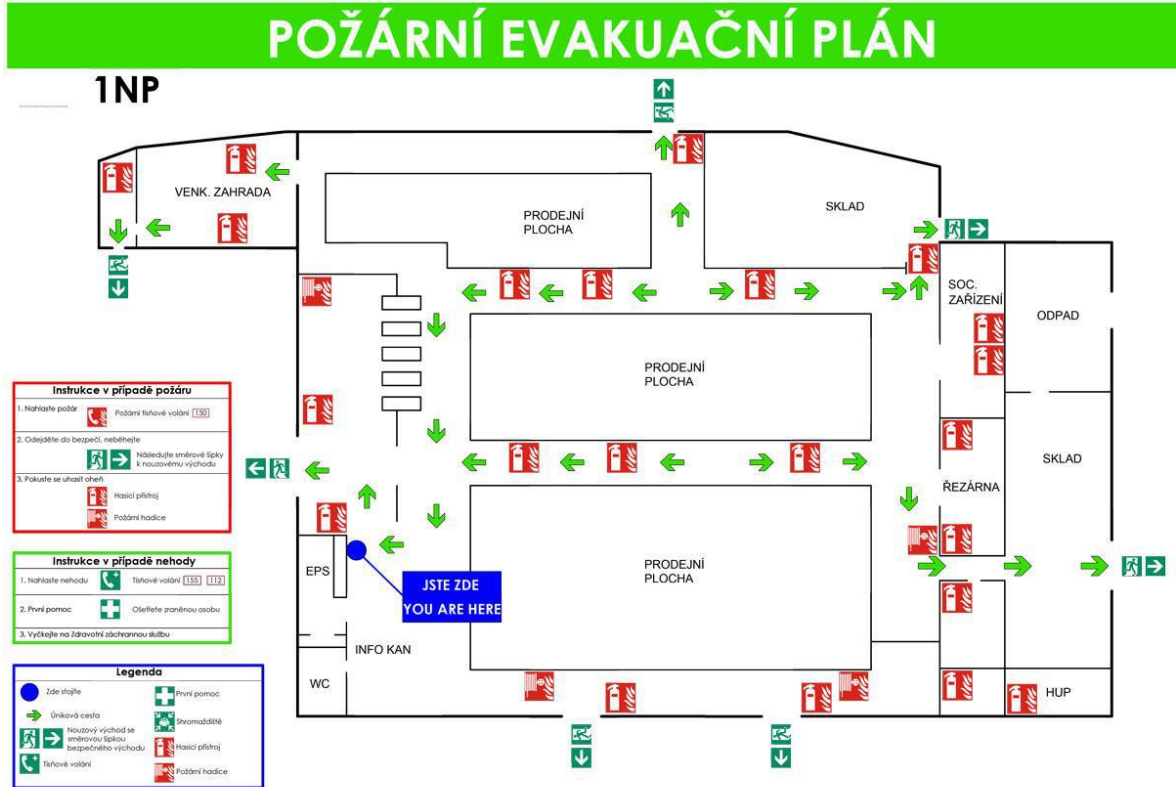 POŽÁRNÍ EVAKUAČNÍ PLÁN
1NP
VENK. ZAHRADA
PRODEJNÍ
PLOCHA
SKLAD
SOC.
ZAŘÍZENÍ
ODPAD
PRODEJNÍ
PLOCHA
SKLAD
ŘEZÁRNA
PRODEJNÍ
PLOCHA
EPS
JSTE ZDE
YOU ARE HERE
INFO KAN
WC
HUP
Instrukce v případě požáru
1. Nahlaste požár
Požární tísňové volání 150
2. Odejděte do bezpečí, neběhejte
Následujte směrové šipky
k nouzovému východu
3. Pokuste se uhasit oheň
Hasicí přístroj
Požární hadice
Instrukce v případě nehody
1. Nahlaste nehodu
Tísňové volání 155 112
2. První pomoc
Ošetřete zraněnou osobu
3. Vyčkejte na Zdravotní záchrannou službu
Legenda
Zde stojíte
Úniková cesta
Nouzový východ se
směrovou šipkou
bezpečného východu
Tísňové volání
První pomoc
Shromaždiště
Hasicí přístroj
Požární hadice